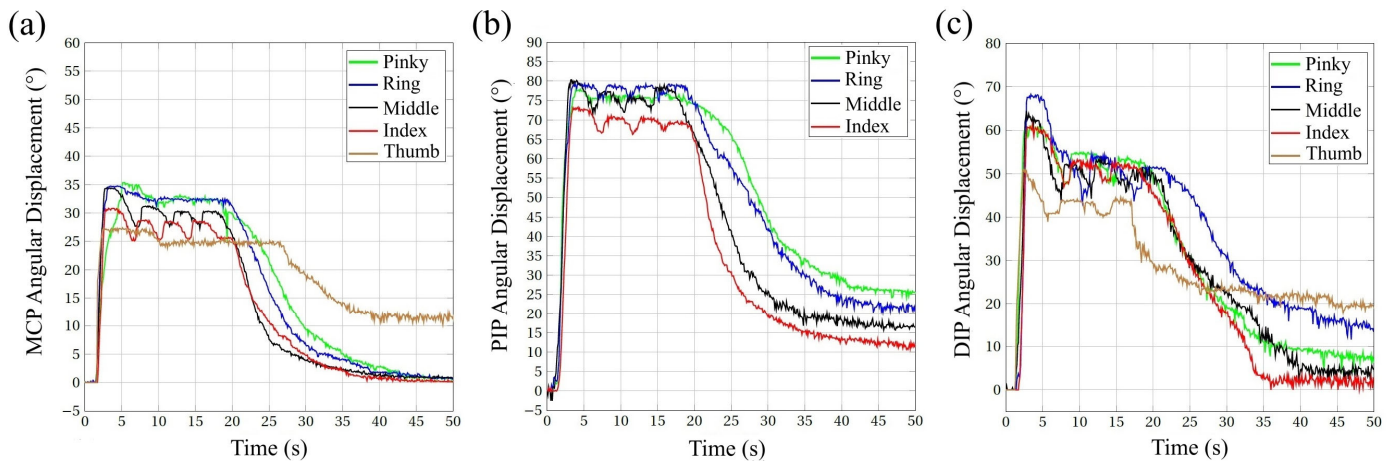 (a)
MCP Angular Displacement (°)
60
55
50
45
40
35
30
25
20
15
10
5
0
−5
Pinky
Ring
Middle
Index
Thumb
0 5 10 15 20 25 30 35 40 45 50
Time (s)
(b)
PIP Angular Displacement (°)
90
85
80
75
70
65
60
55
50
45
40
35
30
25
20
15
10
5
0
−5
Pinky
Ring
Middle
Index
0 5 10 15 20 25 30 35 40 45 50
Time (s)
(c)
DIP Angular Displacement (°)
80
70
60
50
40
30
20
10
0
Pinky
Ring
Middle
Index
Thumb
0 5 10 15 20 25 30 35 40 45 50
Time (s)